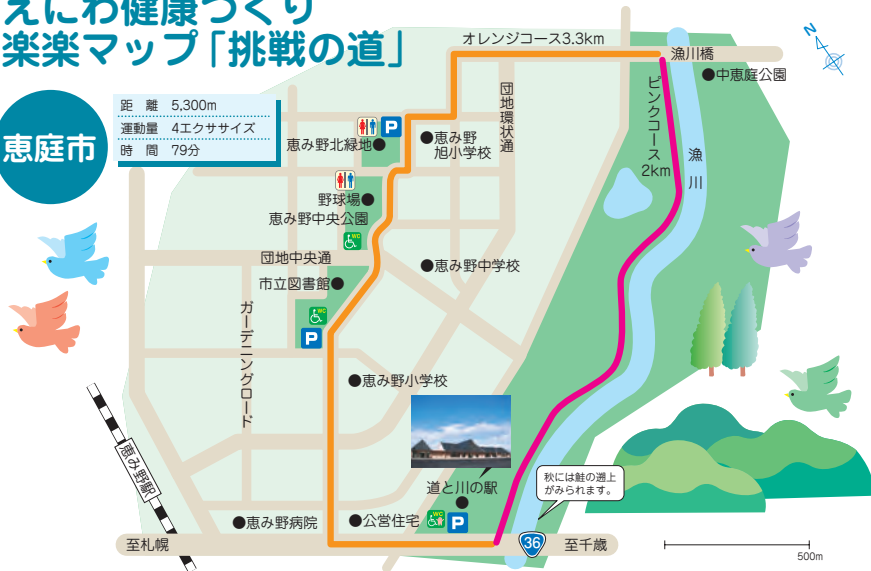 えにわ健康づくり
楽楽マップ「挑戦の道」
恵庭市
距 離 5,300m
運動量 4エクササイズ
時 間 79分
オレンジコース3.3km
漁川橋
N
中恵庭公園
団地環状通
ピンクコース
2km
漁川
恵み野北緑地
P
恵み野
旭小学校
野球場
恵み野中央公園
WC
団地中央通
恵み野中学校
市立図書館
WC
P
ガーデニングロード
恵み野小学校
恵み野駅
道と川の駅
秋には鮭の遡上
がみられます。
恵み野病院
公営住宅
WC
P
至札幌
36
至千歳
500m